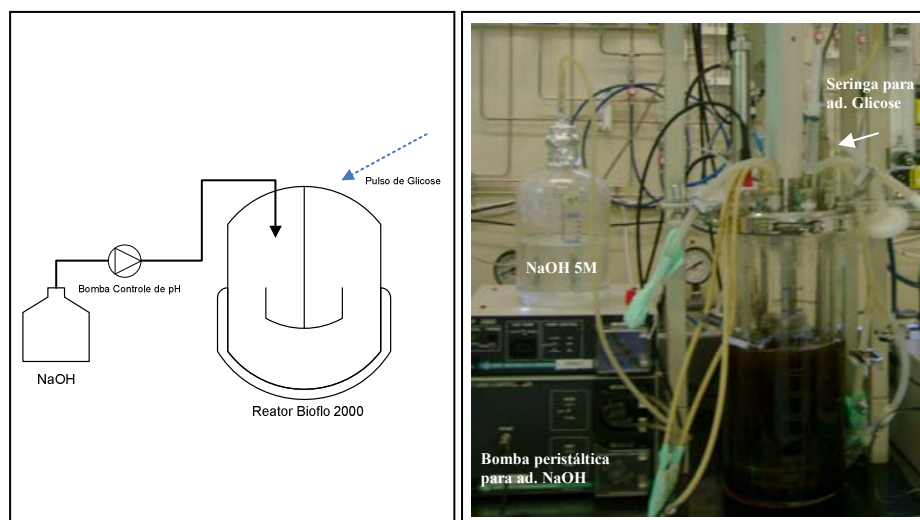 Pulso de Glicose
Bomba Controle de pH
NaOH
Reator Bioflo 2000
Seringa para
ad. Glicose
NaOH 5M
Bomba peristáltica
para ad. NaOH